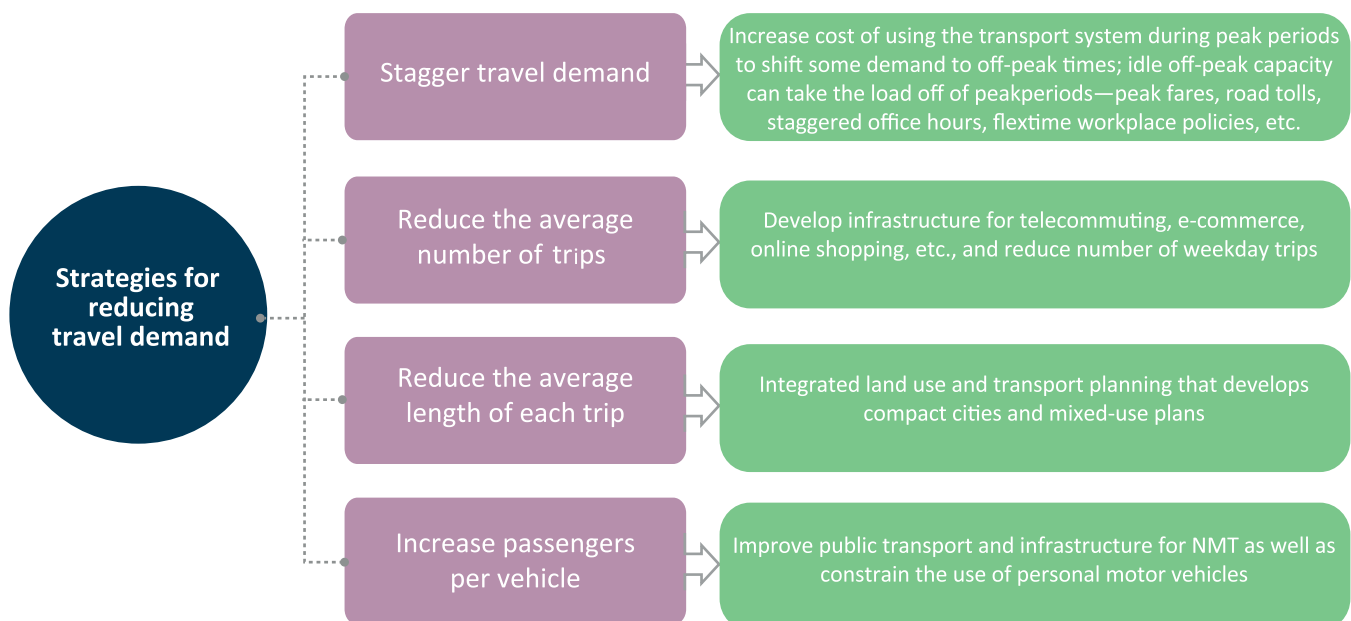 Strategies for
reducing
travel demand
Stagger travel demand
Increase cost of using the transport system during peak periods
to shift some demand to off-peak times; idle off-peak capacity
can take the load off of peakperiods—peak fares, road tolls,
staggered office hours, flextime workplace policies, etc.
Reduce the average
number of trips
Develop infrastructure for telecommuting, e-commerce,
online shopping, etc., and reduce number of weekday trips
Reduce the average
length of each trip
Integrated land use and transport planning that develops
compact cities and mixed-use plans
Increase passengers
per vehicle
Improve public transport and infrastructure for NMT as well as
constrain the use of personal motor vehicles